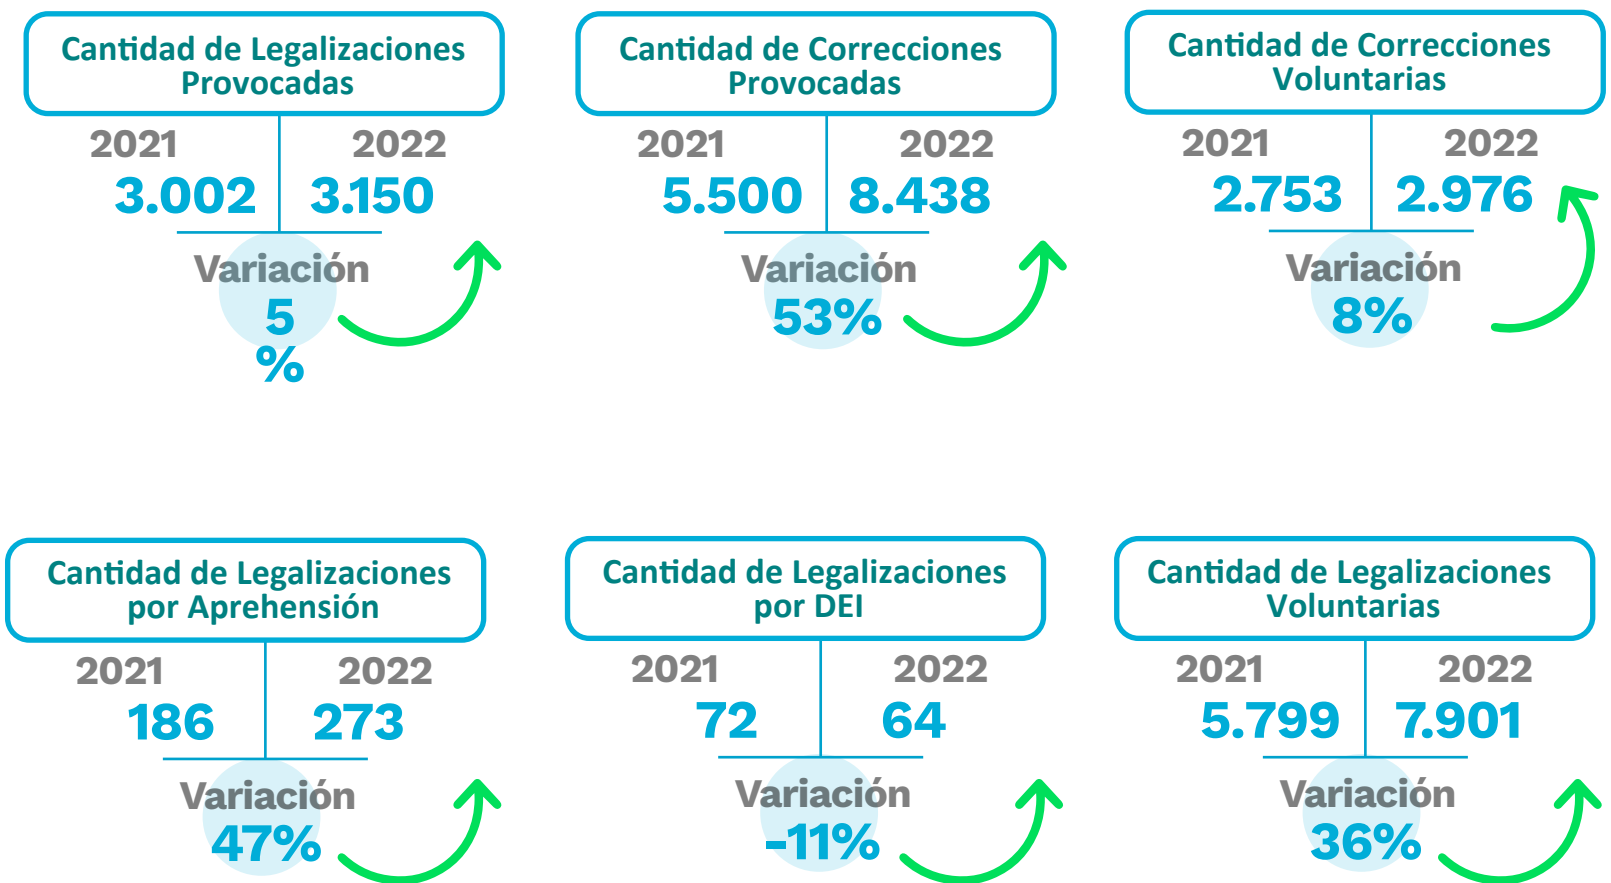 Cantidad de Legalizaciones
Provocadas
2021
2022
3.002
3.150
Variación
5
%
Cantidad de Correcciones
Provocadas
2021
2022
5.500
8.438
Variación
53%
Cantidad de Correcciones
Voluntarias
2021
2022
2.753
2.976
Variación
8%
Cantidad de Legalizaciones
por Aprehensión
2021
2022
186
273
Variación
47%
Cantidad de Legalizaciones
por DEI
2021
2022
72
64
Variación
-11%
Cantidad de Legalizaciones
Voluntarias
2021
2022
5.799
7.901
Variación
36%